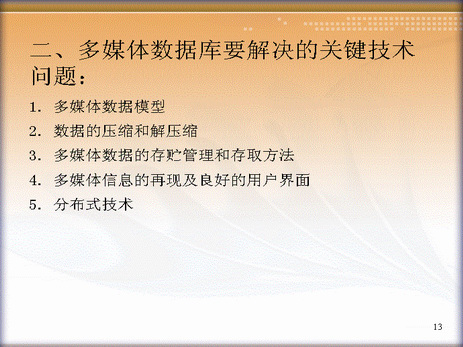 二、多媒体数据库要解决的关键技术
问题：
1. 多媒体数据模型
2. 数据的压缩和解压缩
3. 多媒体数据的存贮管理和存取方法
4. 多媒体信息的再现及良好的用户界面
5. 分布式技术
13